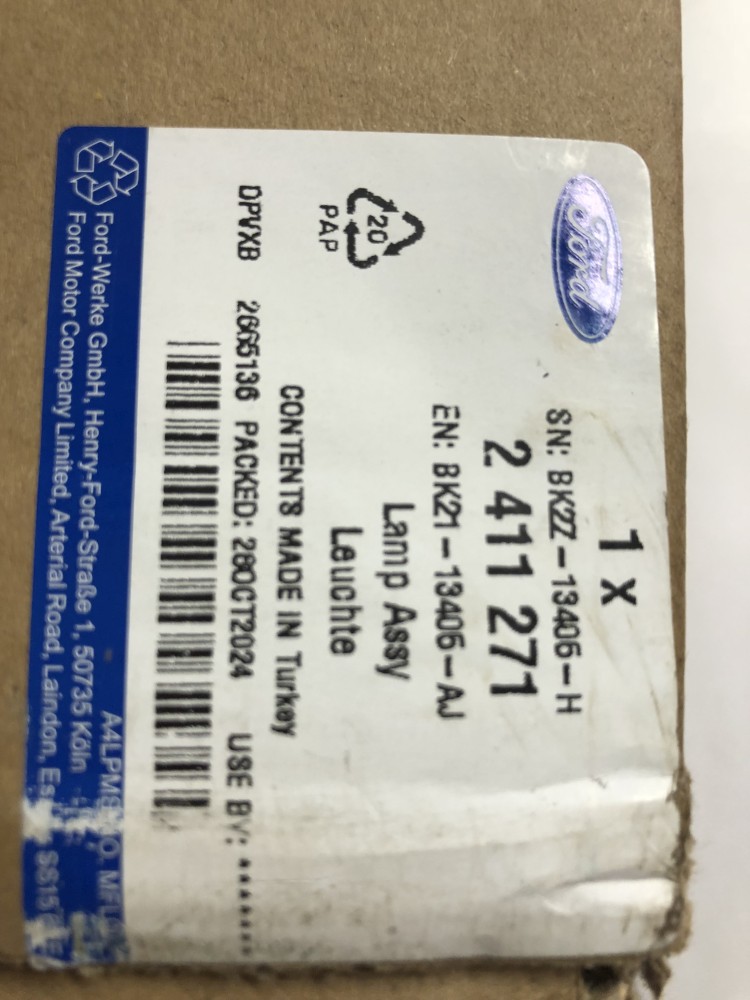 Ford
1 x
SN: BK2Z-13405-H
2 411 271
EN: BK21-13405-AJ
Lamp Assy
Leuchte
20
PAP
CONTENTS MADE IN Turkey
DPVXB 2665136 PACKED: 28OCT2024 USE BY: ********
Ford-Werke GmbH, Henry-Ford-Straße 1, 50735 Köln
Ford Motor Company Limited, Arterial Road, Laindon, SS15